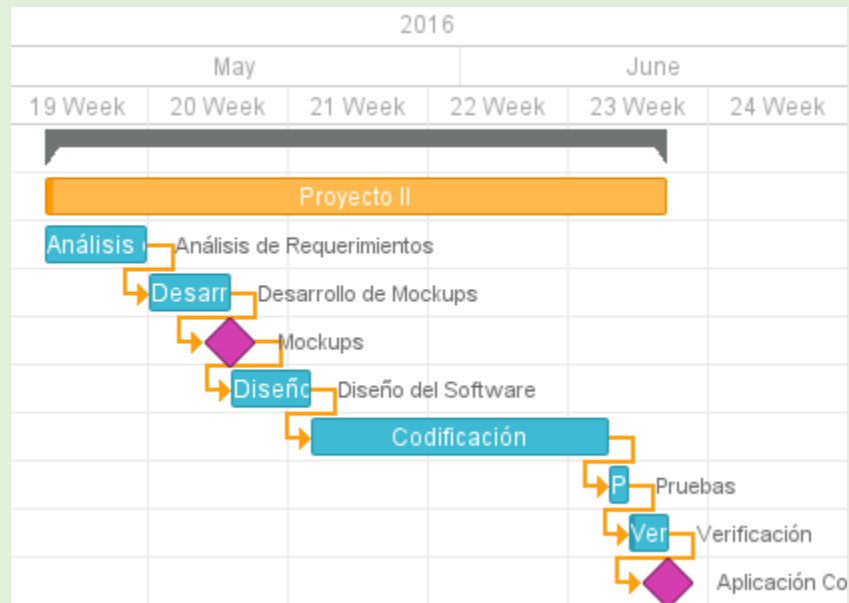 2016
May June
19 Week 20 Week 21 Week 22 Week 23 Week 24 Week
Proyecto II
Análisis Análisis de Requerimientos
Desarr Desarrollo de Mockups
Mockups
Diseño Diseño del Software
Codificación
P Pruebas
Ver Verificación
Aplicación Co